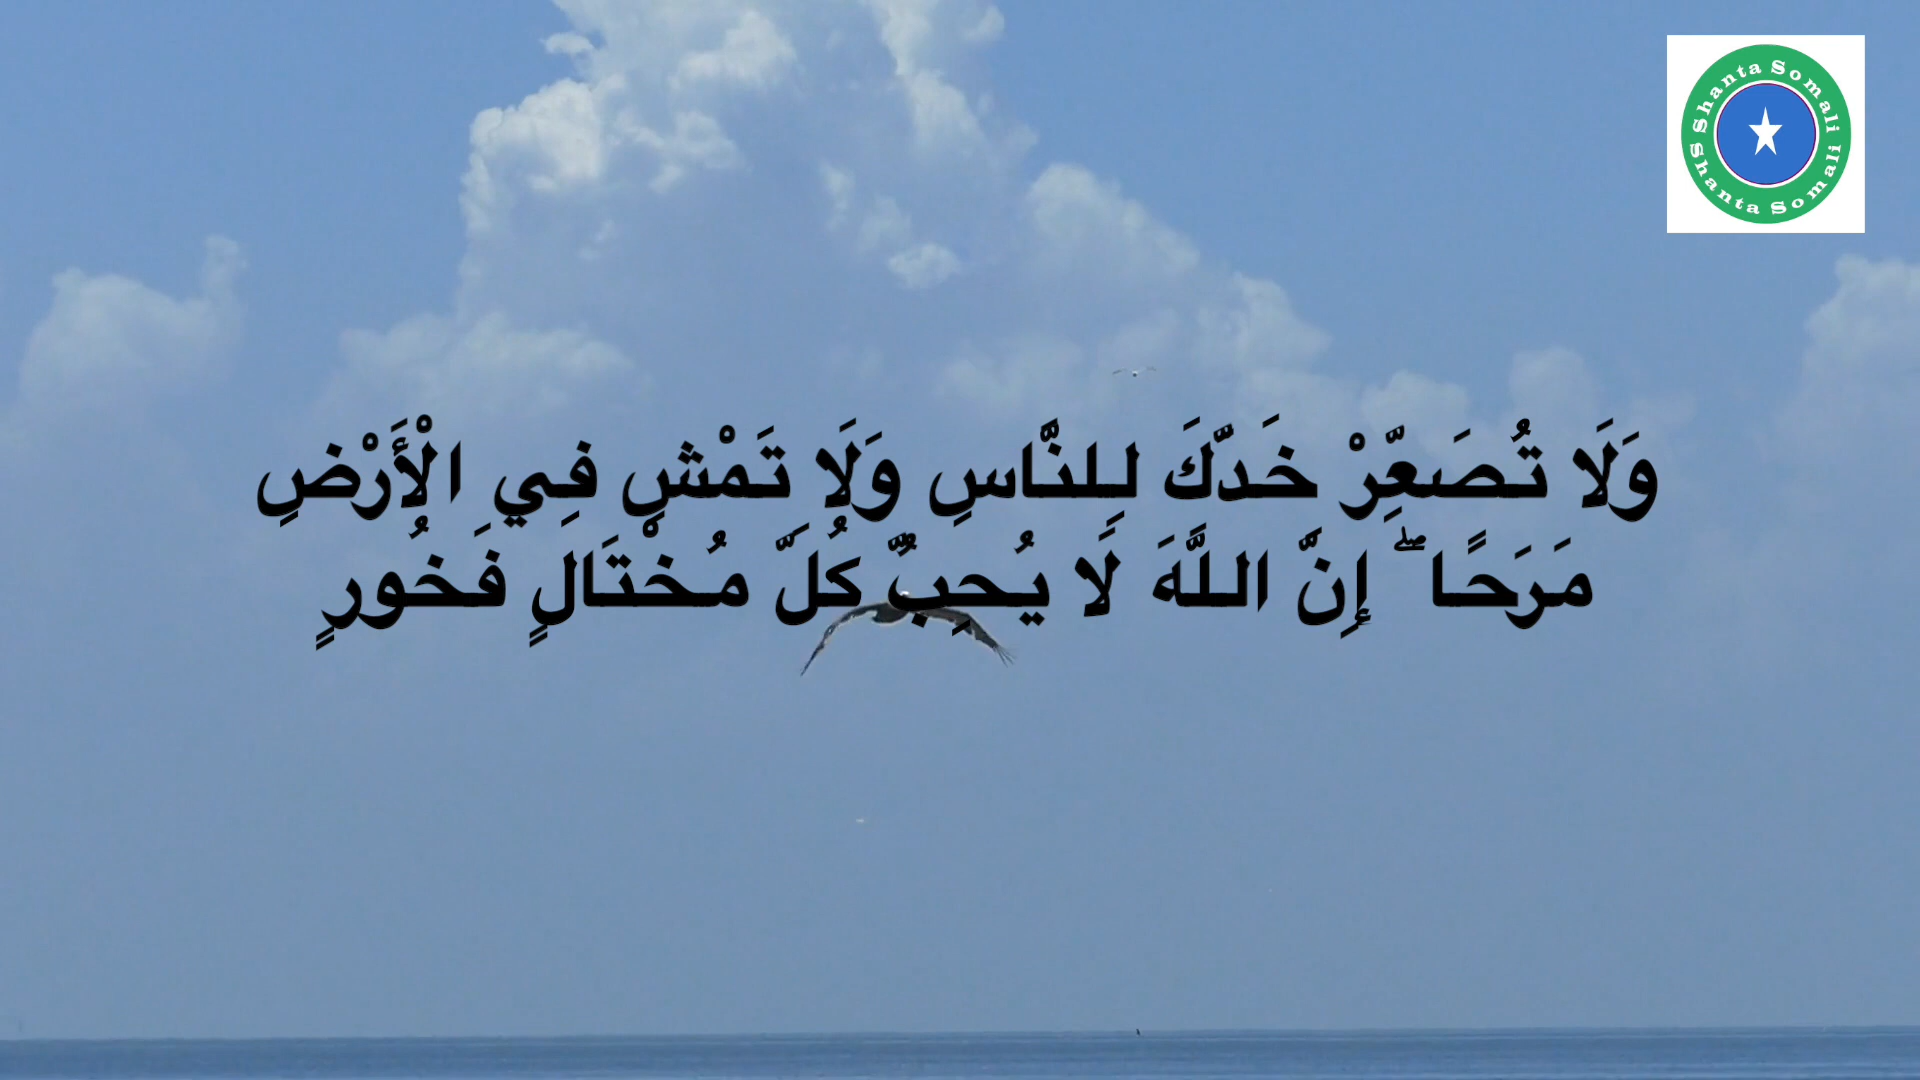 Shanta Somali
Shanta Somali
وَلَا تُصَعِّرْ خَدَّكَ لِلنَّاسِ وَلَا تَمْشِ فِي الْأَرْضِ
مَرَحًا ۖ إِنَّ اللَّهَ لَا يُحِبُّ كُلَّ مُخْتَالٍ فَخُورٍ